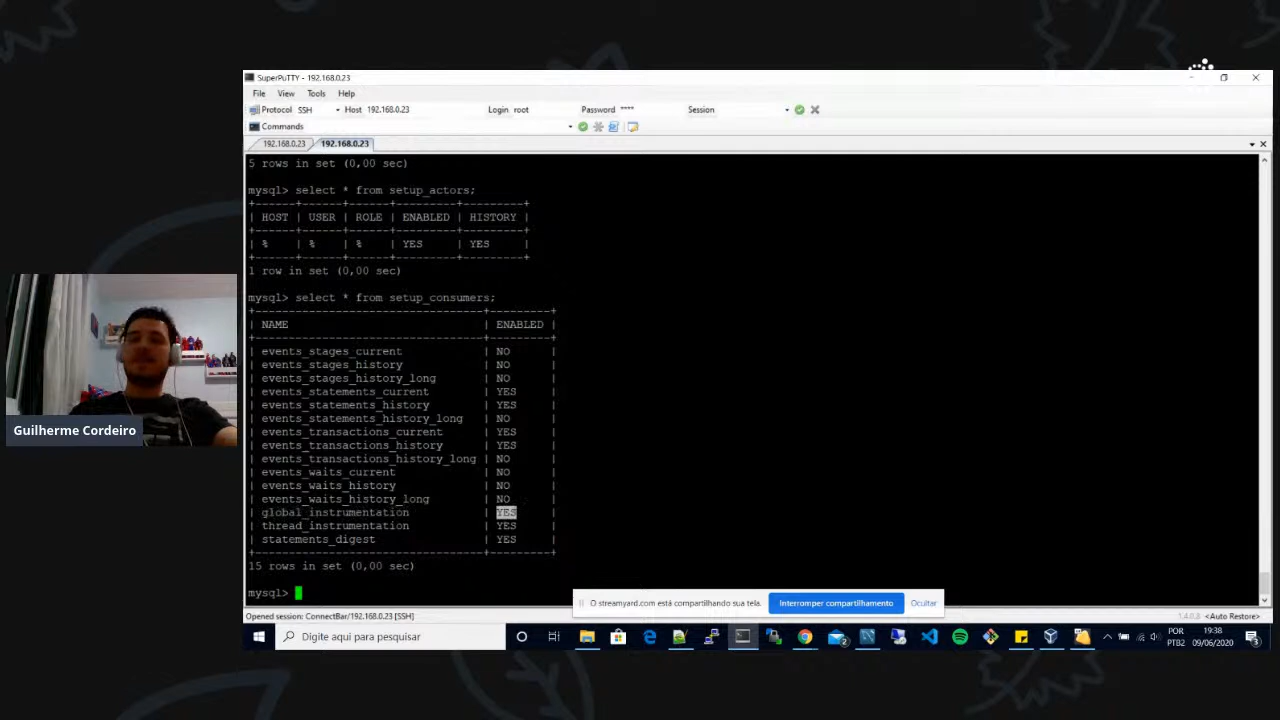 SuperPuTTY - 192.168.0.23
File View Tools Help
Protocol SSH Host 192.168.0.23 Login root Password **** Session
Commands
192.168.0.23 192.168.0.23
5 rows in set (0,00 sec)
mysql> select * from setup_actors;
+------+------+------+---------+---------+
| HOST | USER | ROLE | ENABLED | HISTORY |
+------+------+------+---------+---------+
| % | % | % | YES | YES |
+------+------+------+---------+---------+
1 row in set (0,00 sec)
mysql> select * from setup_consumers;
+----------------------------------+---------+
| NAME | ENABLED |
+----------------------------------+---------+
| events_stages_current | NO |
| events_stages_history | NO |
| events_stages_history_long | NO |
| events_statements_current | YES |
| events_statements_history | YES |
| events_statements_history_long | NO |
| events_transactions_current | YES |
| events_transactions_history | YES |
| events_transactions_history_long | NO |
| events_waits_current | NO |
| events_waits_history | NO |
| events_waits_history_long | NO |
| global_instrumentation | YES |
| thread_instrumentation | YES |
| statements_digest | YES |
+----------------------------------+---------+
15 rows in set (0,00 sec)
mysql>
Guilherme Cordeiro
O streamyard.com está compartilhando sua tela. Interromper compartilhamento Ocultar
Opened session: ConnectBar/192.168.0.23 [SSH] 1.4.0.8 <Auto Restore>
Digite aqui para pesquisar
POR 19:38
PTB2 09/06/2020